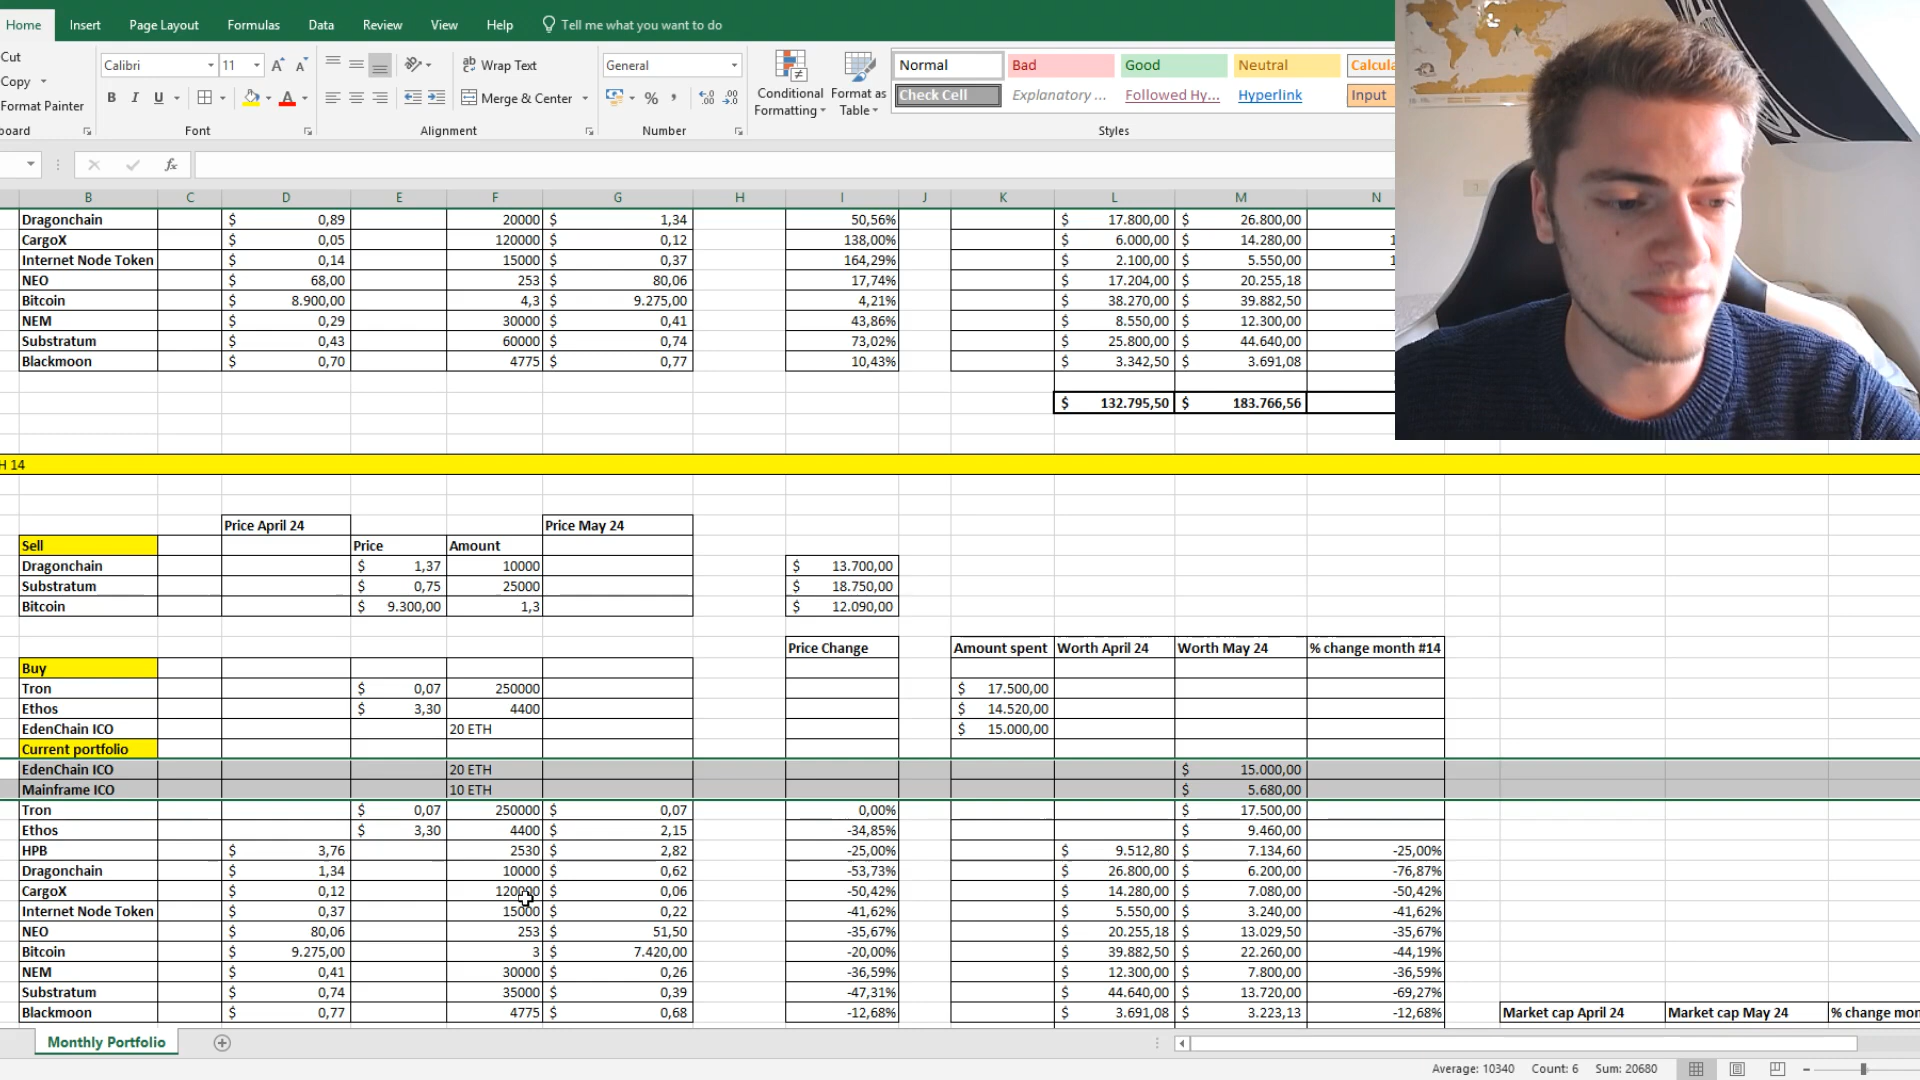 Home Insert Page Layout Formulas Data Review View Help Tell me what you want to do
Cut
Copy
Format Painter
Calibri 11
B I U
Wrap Text
Merge & Center
General
Conditional Formatting
Format as Table
Normal Bad Good Neutral
Check Cell Explanatory ... Followed Hy... Hyperlink Input
oard Font Alignment Number Styles
fx
B C D E F G H I J K L M N
Dragonchain $ 0,89 20000 $ 1,34 50,56% $ 17.800,00 $ 26.800,00
CargoX $ 0,05 120000 $ 0,12 138,00% $ 6.000,00 $ 14.280,00 1
Internet Node Token $ 0,14 15000 $ 0,37 164,29% $ 2.100,00 $ 5.550,00 1
NEO $ 68,00 253 $ 80,06 17,74% $ 17.204,00 $ 20.255,18
Bitcoin $ 8.900,00 4,3 $ 9.275,00 4,21% $ 38.270,00 $ 39.882,50
NEM $ 0,29 30000 $ 0,41 43,86% $ 8.550,00 $ 12.300,00
Substratum $ 0,43 60000 $ 0,74 73,02% $ 25.800,00 $ 44.640,00
Blackmoon $ 0,70 4775 $ 0,77 10,43% $ 3.342,50 $ 3.691,08
$ 132.795,50 $ 183.766,56
H 14
Price April 24 Price May 24
Sell Price Amount
Dragonchain $ 1,37 10000 $ 13.700,00
Substratum $ 0,75 25000 $ 18.750,00
Bitcoin $ 9.300,00 1,3 $ 12.090,00
Price Change Amount spent Worth April 24 Worth May 24 % change month #14
Buy
Tron $ 0,07 250000 $ 17.500,00
Ethos $ 3,30 4400 $ 14.520,00
EdenChain ICO 20 ETH $ 15.000,00
Current portfolio
EdenChain ICO 20 ETH $ 15.000,00
Mainframe ICO 10 ETH $ 5.680,00
Tron $ 0,07 250000 $ 0,07 0,00% $ 17.500,00
Ethos $ 3,30 4400 $ 2,15 -34,85% $ 9.460,00
HPB $ 3,76 2530 $ 2,82 -25,00% $ 9.512,80 $ 7.134,60 -25,00%
Dragonchain $ 1,34 10000 $ 0,62 -53,73% $ 26.800,00 $ 6.200,00 -76,87%
CargoX $ 0,12 120000 $ 0,06 -50,42% $ 14.280,00 $ 7.080,00 -50,42%
Internet Node Token $ 0,37 15000 $ 0,22 -41,62% $ 5.550,00 $ 3.240,00 -41,62%
NEO $ 80,06 253 $ 51,50 -35,67% $ 20.255,18 $ 13.029,50 -35,67%
Bitcoin $ 9.275,00 3 $ 7.420,00 -20,00% $ 39.882,50 $ 22.260,00 -44,19%
NEM $ 0,41 30000 $ 0,26 -36,59% $ 12.300,00 $ 7.800,00 -36,59%
Substratum $ 0,74 35000 $ 0,39 -47,31% $ 44.640,00 $ 13.720,00 -69,27%
Blackmoon $ 0,77 4775 $ 0,68 -12,68% $ 3.691,08 $ 3.223,13 -12,68% Market cap April 24 Market cap May 24 % change mon
Monthly Portfolio
Average: 10340 Count: 6 Sum: 20680